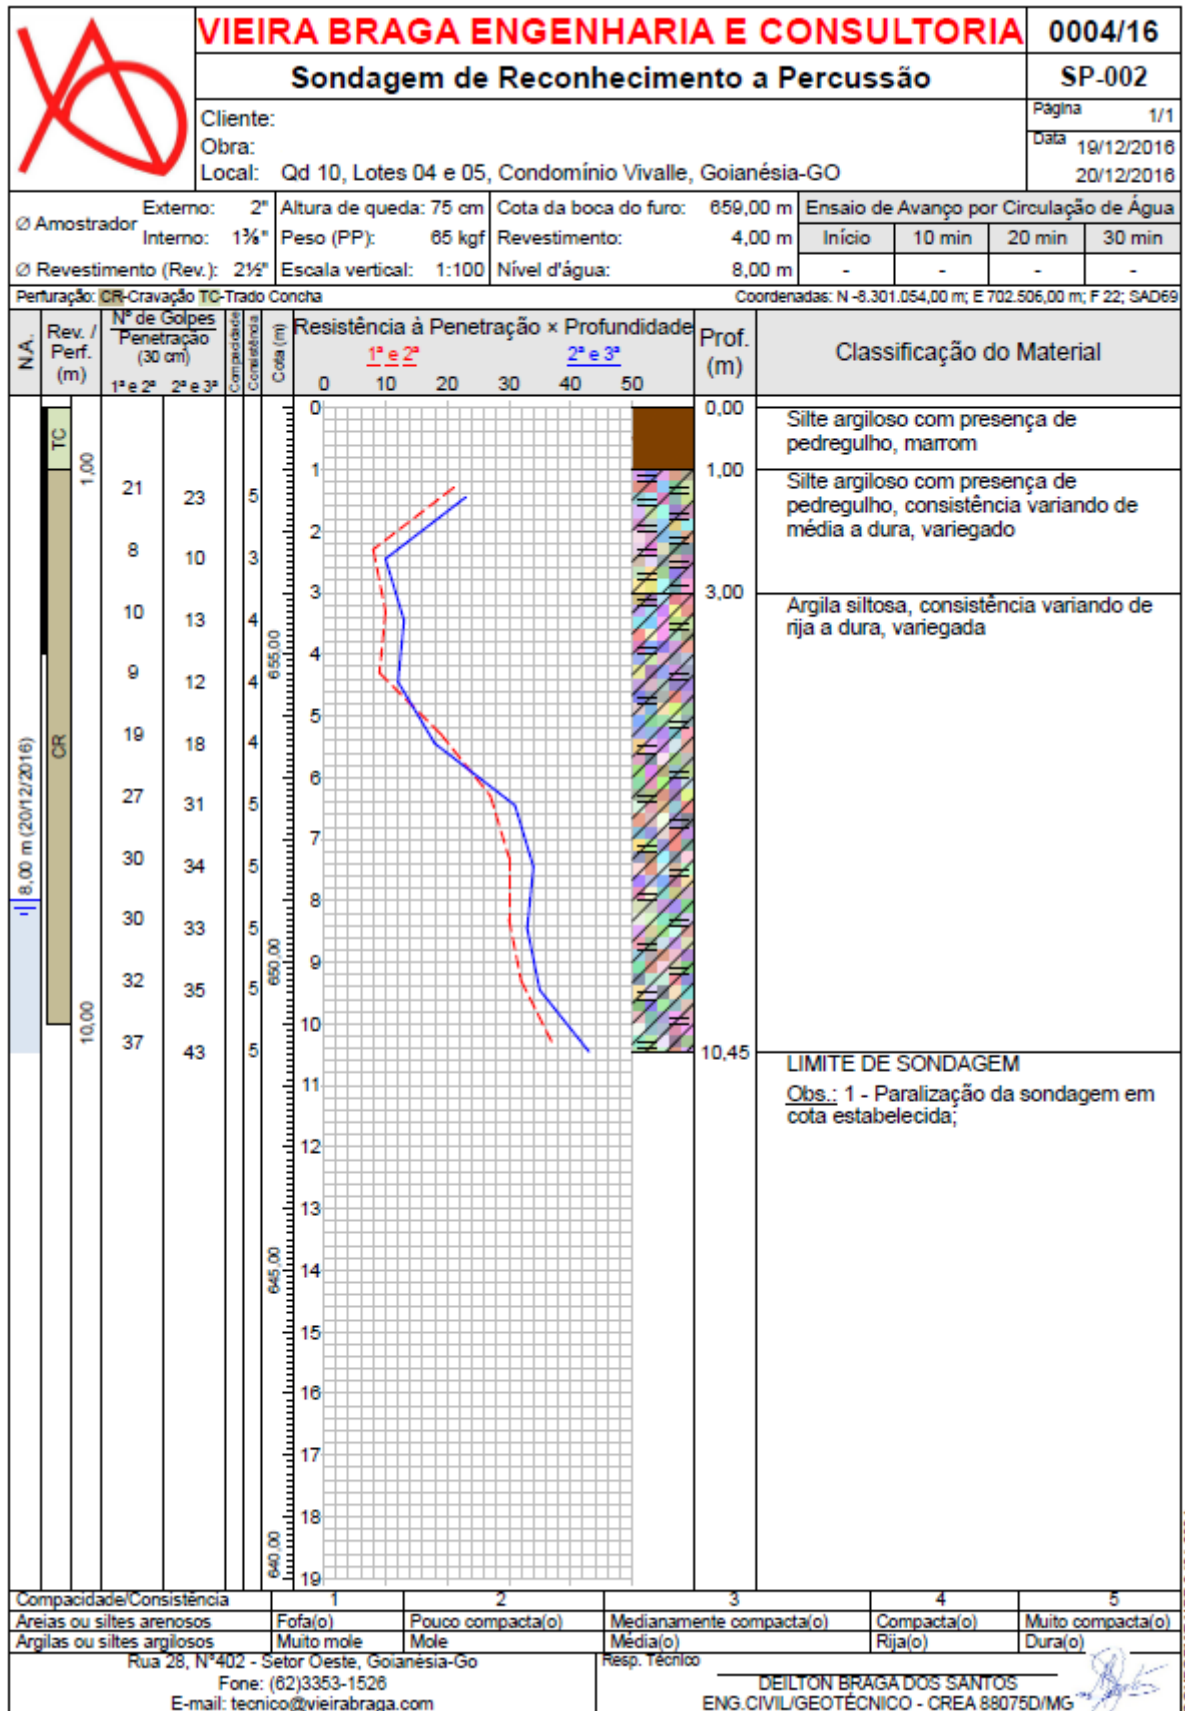 VIEIRA BRAGA ENGENHARIA E CONSULTORIA 0004/16
Sondagem de Reconhecimento a Percussão SP-002
Cliente:
Obra:
Local: Qd 10, Lotes 04 e 05, Condomínio Vivalle, Goianésia-GO
Página 1/1
Data 19/12/2016
20/12/2016
Ø Amostrador Externo: 2"
Interno: 1⅜"
Ø Revestimento (Rev.): 2½"
Altura de queda: 75 cm
Peso (PP): 65 kgf
Escala vertical: 1:100
Cota da boca do furo: 659,00 m
Revestimento: 4,00 m
Nível d'água: 8,00 m
Ensaio de Avanço por Circulação de Água
Início 10 min 20 min 30 min
- - - -
Perfuração: CR-Cravação TC-Trado Concha
Coordenadas: N -8.301.054,00 m; E 702.506,00 m; F 22; SAD69
N.A.
Rev. /
Perf.
(m)
Nº de Golpes
Penetração
(30 cm)
1ª e 2ª 2ª e 3ª
Compacidade
Consistência
Cota (m)
Resistência à Penetração × Profundidade
1ª e 2ª 2ª e 3ª
0 10 20 30 40 50
Prof.
(m)
Classificação do Material
TC
1,00
CR
10,00
8,00 m (20/12/2016)
21 23 5
8 10 3
10 13 4
9 12 4
19 18 4
27 31 5
30 34 5
30 33 5
32 35 5
37 43 5
655,00
650,00
645,00
640,00
0
1
2
3
4
5
6
7
8
9
10
11
12
13
14
15
16
17
18
19
0,00
Silte argiloso com presença de
pedregulho, marrom
1,00
Silte argiloso com presença de
pedregulho, consistência variando de
média a dura, variegado
3,00
Argila siltosa, consistência variando de
rija a dura, variegada
10,45
LIMITE DE SONDAGEM
Obs.: 1 - Paralização da sondagem em
cota estabelecida;
Compacidade/Consistência 1 2 3 4 5
Areias ou siltes arenosos Fofa(o) Pouco compacta(o) Medianamente compacta(o) Compacta(o) Muito compacta(o)
Argilas ou siltes argilosos Muito mole Mole Média(o) Rija(o) Dura(o)
Rua 28, N°402 - Setor Oeste, Goianésia-Go
Fone: (62)3353-1526
E-mail: tecnico@vieirabraga.com
Resp. Técnico
DEILTON BRAGA DOS SANTOS
ENG.CIVIL/GEOTÉCNICO - CREA 88075D/MG